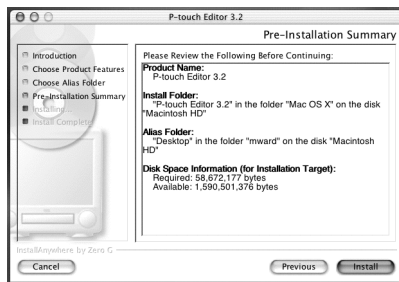 P-touch Editor 3.2
Pre-Installation Summary
Introduction
Choose Product Features
Choose Alias Folder
Pre-Installation Summary
Installing...
Install Complete
Please Review the Following Before Continuing:
Product Name:
P-touch Editor 3.2
Install Folder:
"P-touch Editor 3.2" in the folder "Mac OS X" on the disk
"Macintosh HD"
Alias Folder:
"Desktop" in the folder "mward" on the disk "Macintosh
HD"
Disk Space Information (for Installation Target):
Required: 58,672,177 bytes
Available: 1,590,501,376 bytes
InstallAnywhere by Zero G
Cancel
Previous
Install